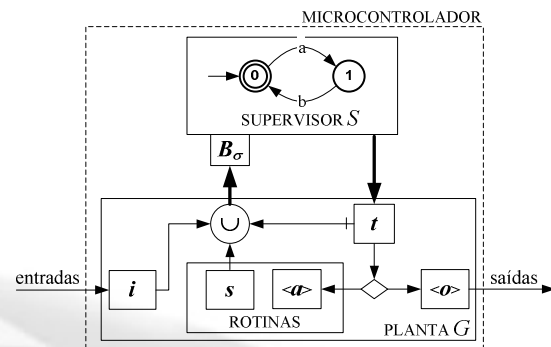 MICROCONTROLADOR
a
0 1
b
SUPERVISOR S
Bσ
∪ t
entradas i s <a> <o> saídas
ROTINAS
PLANTA G